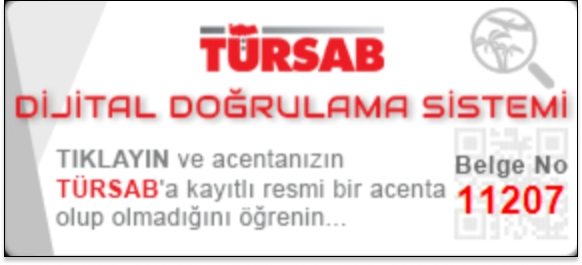 TÜRSAB
DİJİTAL DOĞRULAMA SİSTEMİ
TIKLAYIN ve acentanızın
TÜRSAB'a kayıtlı resmi bir acenta
olup olmadığını öğrenin...
Belge No
11207